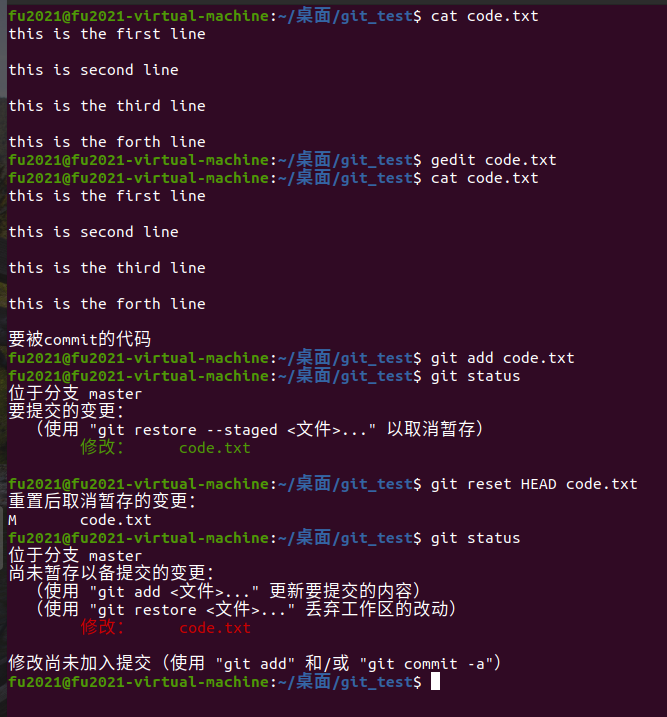 fu2021@fu2021-virtual-machine:~/桌面/git_test$ cat code.txt
this is the first line
this is second line
this is the third line
this is the forth line
fu2021@fu2021-virtual-machine:~/桌面/git_test$ gedit code.txt
fu2021@fu2021-virtual-machine:~/桌面/git_test$ cat code.txt
this is the first line
this is the second line
this is the third line
this is the forth line
要被commit的代码
fu2021@fu2021-virtual-machine:~/桌面/git_test$ git add code.txt
fu2021@fu2021-virtual-machine:~/桌面/git_test$ git status
位于分支 master
要提交的变更：
（使用 "git restore --staged <文件>..." 以取消暂存）
修改： code.txt
fu2021@fu2021-virtual-machine:~/桌面/git_test$ git reset HEAD code.txt
重置后取消暂存的变更：
M code.txt
fu2021@fu2021-virtual-machine:~/桌面/git_test$ git status
位于分支 master
尚未暂存以备提交的变更：
（使用 "git add <文件>..." 更新要提交的内容）
（使用 "git restore <文件>..." 丢弃工作区的改动）
修改： code.txt
修改尚未加入提交（使用 "git add" 和/或 "git commit -a"）
fu2021@fu2021-virtual-machine:~/桌面/git_test$